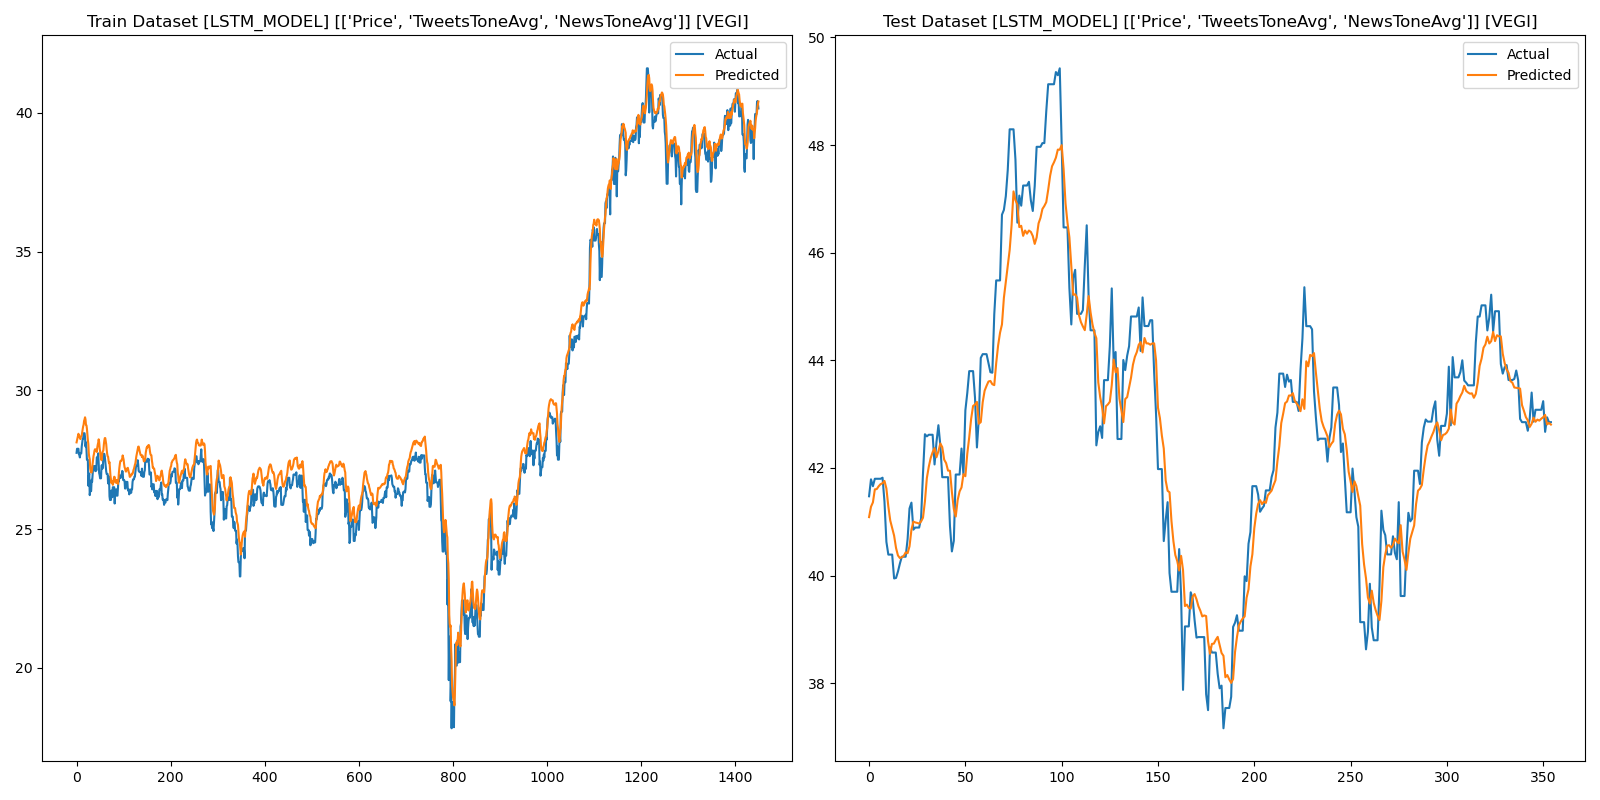 Train Dataset [LSTM_MODEL] [['Price', 'TweetsToneAvg', 'NewsToneAvg']] [VEGI]
Actual
Predicted
40
35
30
25
20
0 200 400 600 800 1000 1200 1400
Test Dataset [LSTM_MODEL] [['Price', 'TweetsToneAvg', 'NewsToneAvg']] [VEGI]
Actual
Predicted
50
48
46
44
42
40
38
0 50 100 150 200 250 300 350